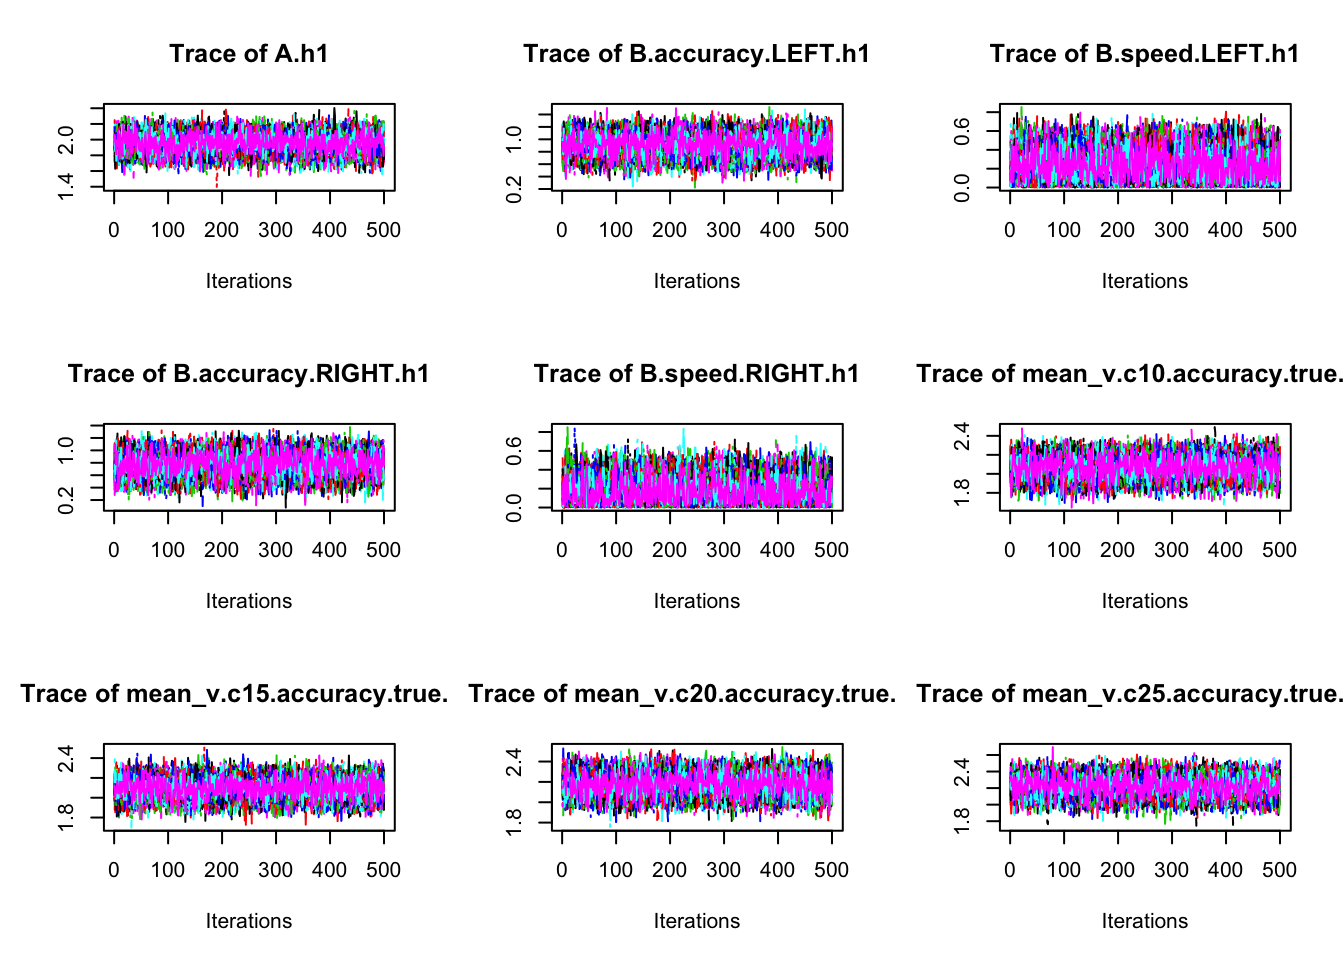 Trace of A.h1
2.0
1.4
0 100 200 300 400 500
Iterations
Trace of B.accuracy.LEFT.h1
1.0
0.2
0 100 200 300 400 500
Iterations
Trace of B.speed.LEFT.h1
0.6
0.0
0 100 200 300 400 500
Iterations
Trace of B.accuracy.RIGHT.h1
1.0
0.2
0 100 200 300 400 500
Iterations
Trace of B.speed.RIGHT.h1
0.6
0.0
0 100 200 300 400 500
Iterations
Trace of mean_v.c10.accuracy.true.
2.4
1.8
0 100 200 300 400 500
Iterations
Trace of mean_v.c15.accuracy.true.
2.4
1.8
0 100 200 300 400 500
Iterations
Trace of mean_v.c20.accuracy.true.
2.4
1.8
0 100 200 300 400 500
Iterations
Trace of mean_v.c25.accuracy.true.
2.4
1.8
0 100 200 300 400 500
Iterations